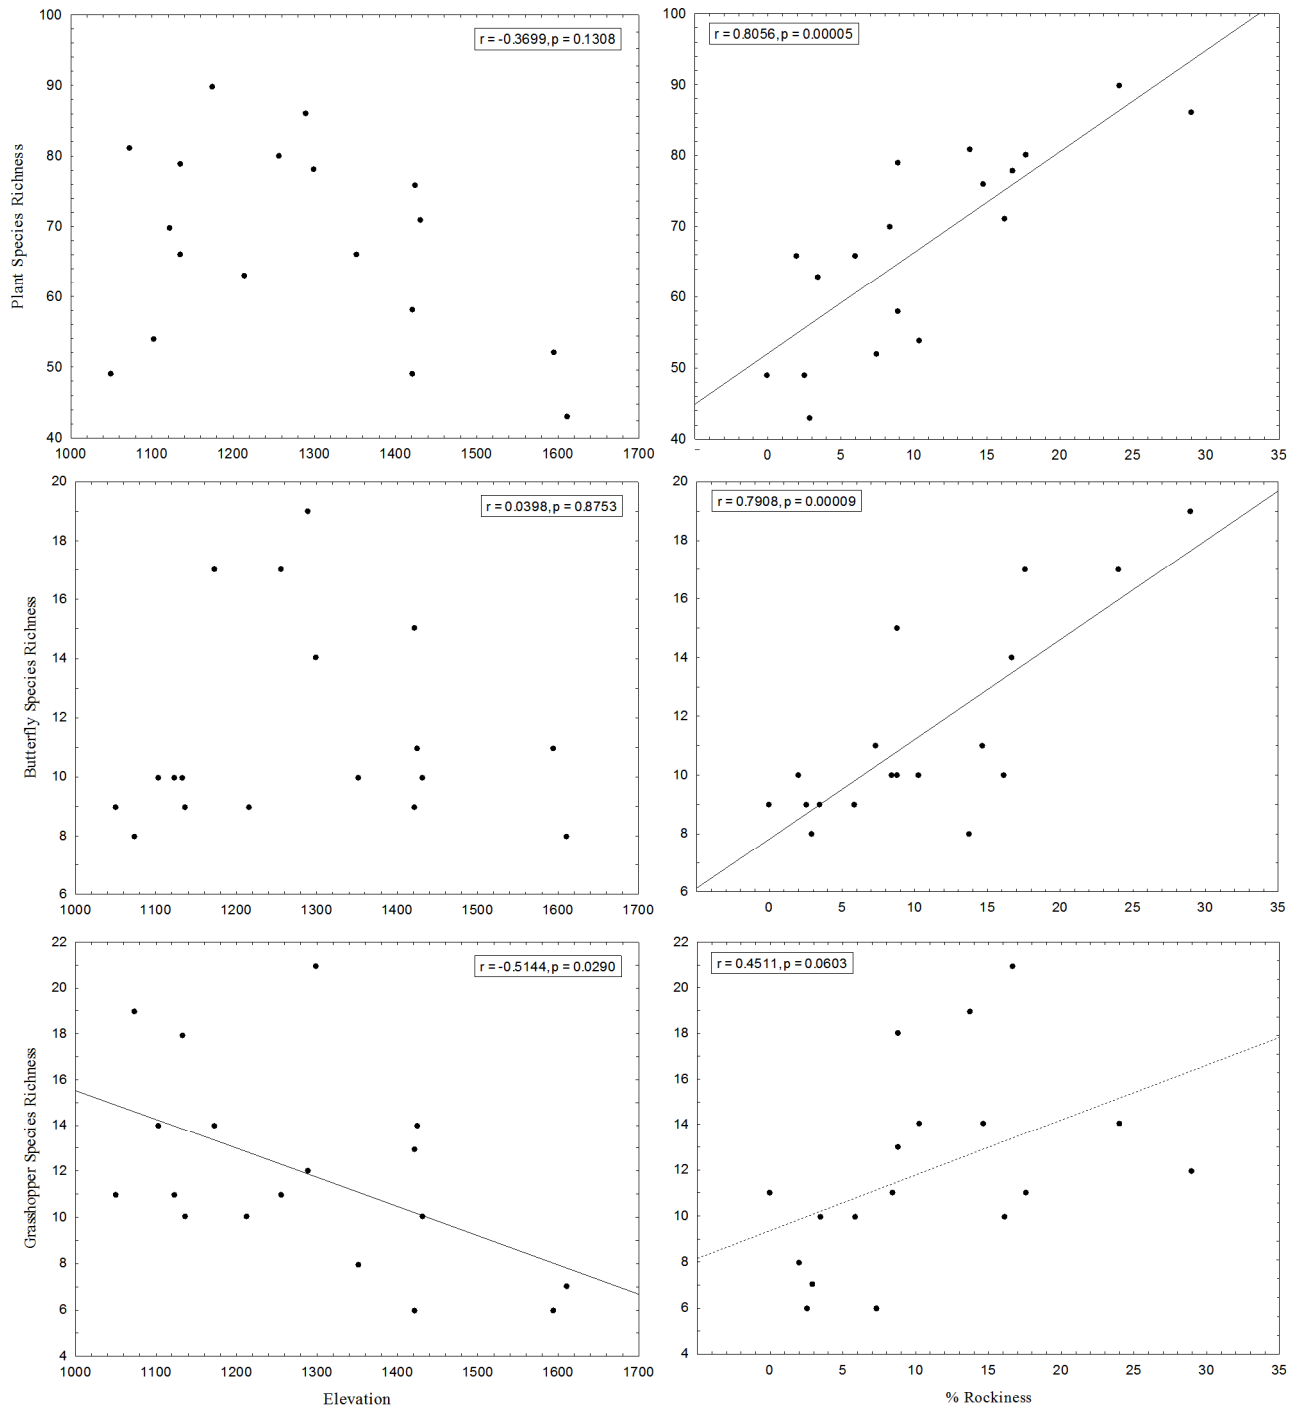 r = -0.3699, p = 0.1308
Plant Species Richness
100
90
80
70
60
50
40
1000 1100 1200 1300 1400 1500 1600 1700
r = 0.8056, p = 0.00005
100
90
80
70
60
50
40
0 5 10 15 20 25 30 35
r = 0.0398, p = 0.8753
Butterfly Species Richness
20
18
16
14
12
10
8
6
1000 1100 1200 1300 1400 1500 1600 1700
r = 0.7908, p = 0.00009
20
18
16
14
12
10
8
6
0 5 10 15 20 25 30 35
r = -0.5144, p = 0.0290
Grasshopper Species Richness
22
20
18
16
14
12
10
8
6
4
1000 1100 1200 1300 1400 1500 1600 1700
Elevation
r = 0.4511, p = 0.0603
22
20
18
16
14
12
10
8
6
4
0 5 10 15 20 25 30 35
% Rockiness